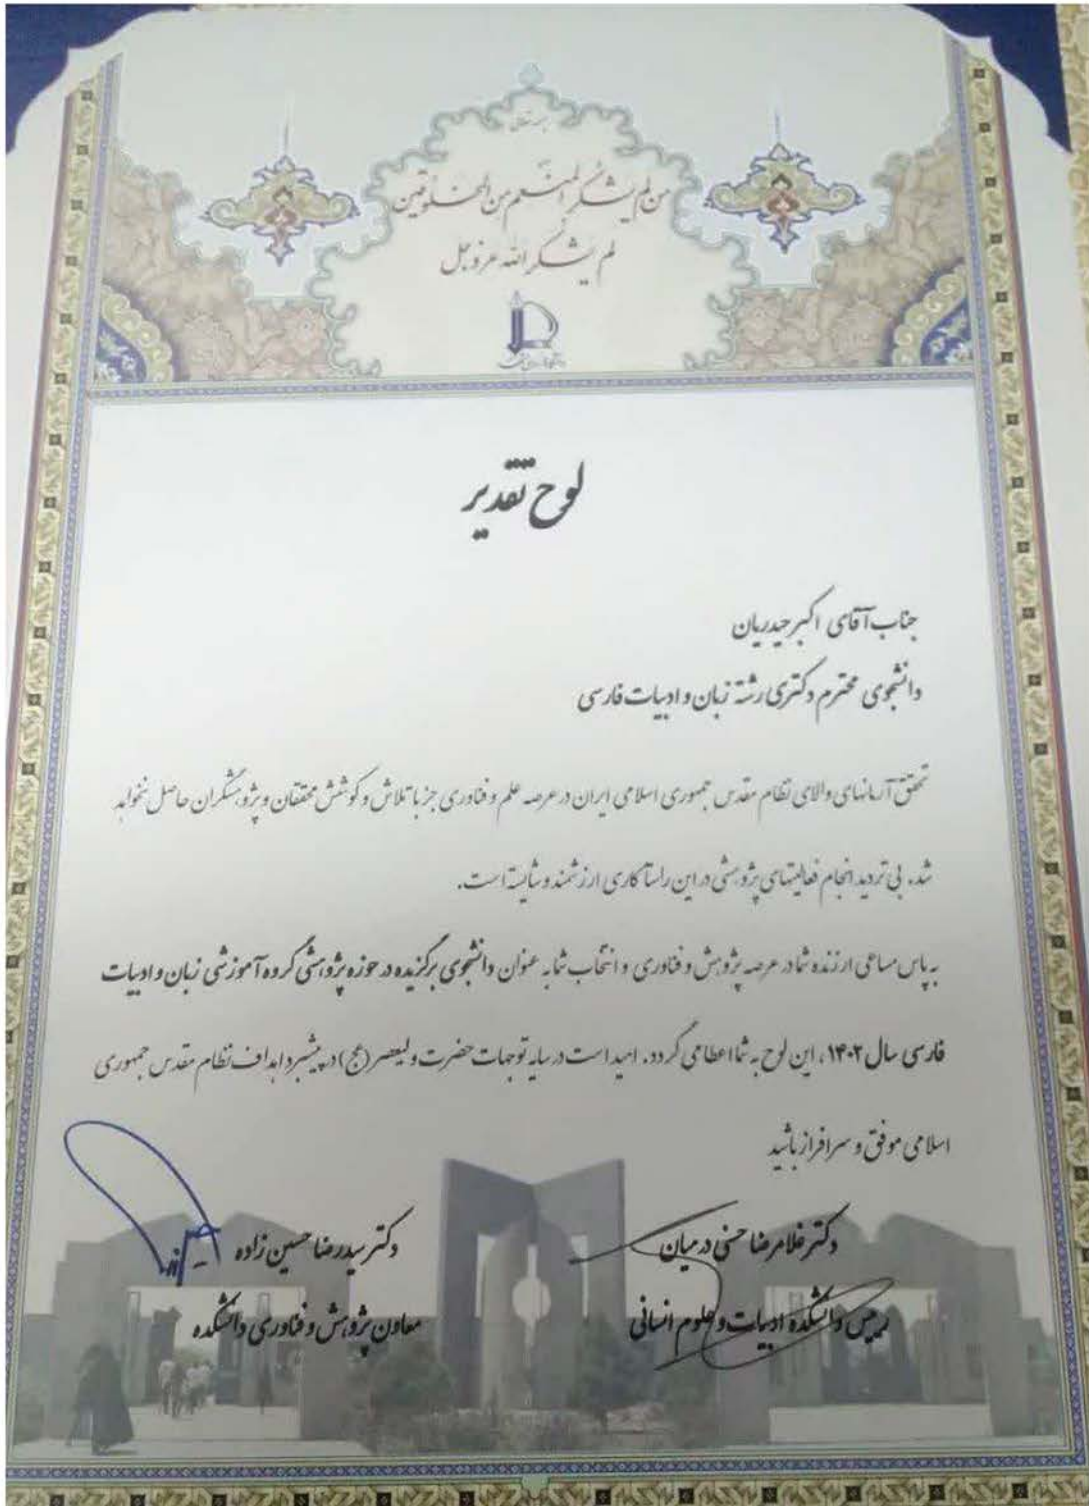 بسمه تعالی
من لم یشکر المنعم من المخلوقین
لم یشکر الله عز و جل
لوح تقدیر
جناب آقای اکبر حیدریان
دانشجوی محترم دکتری رشته زبان و ادبیات فارسی
تحقق آرمانهای والای نظام مقدس جمهوری اسلامی ایران در عرصه علم و فناوری جز با تلاش و کوشش محققان و پژوهشگران حاصل نخواهد
شد. بی تردید انجام فعالیتهای پژوهشی در این راستا کاری ارزشمند و شایسته است.
به پاس مساعی ارزنده شما در عرصه پژوهش و فناوری و انتخاب شما به عنوان دانشجوی برگزیده در حوزه پژوهشی گروه آموزشی زبان و ادبیات
فارسی سال ۱۴۰۲، این لوح به شما اعطا می گردد. امید است در سایه توجهات حضرت ولیعصر (عج) در پیشبرد اهداف نظام مقدس جمهوری
اسلامی موفق و سرافراز باشید
دکتر غلامرضا حسنی درمیان
رییس دانشکده ادبیات و علوم انسانی
دکتر سیدرضا حسین زاده
معاون پژوهش و فناوری دانشکده